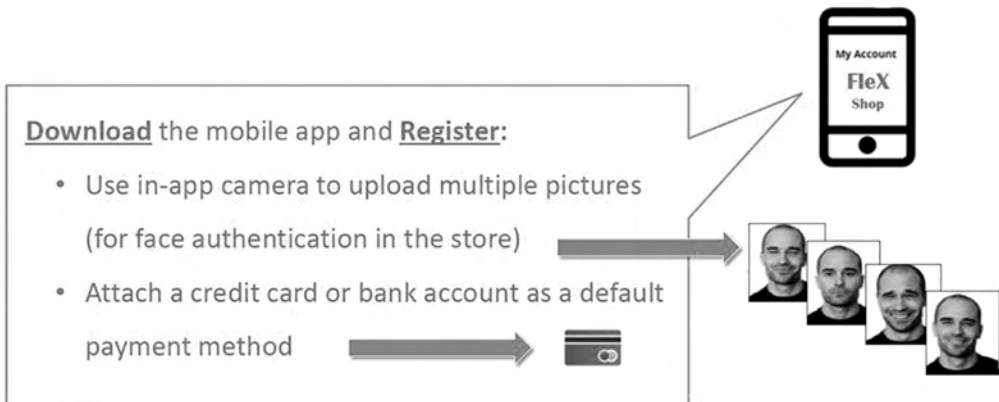 My Account
FleX
Shop
Download the mobile app and Register:
• Use in-app camera to upload multiple pictures
(for face authentication in the store)
• Attach a credit card or bank account as a default
payment method